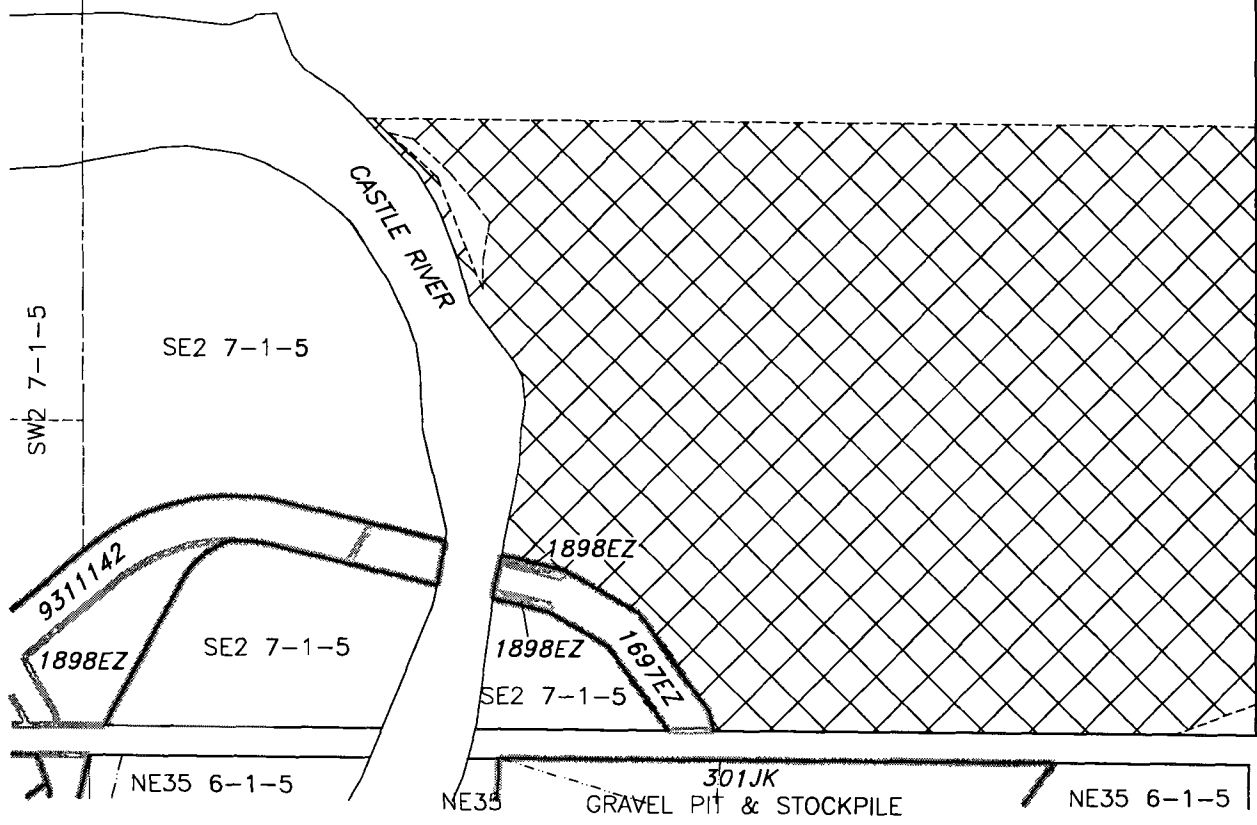 CASTLE RIVER
SW2 7-1-5
SE2 7-1-5
9311142
1898EZ
1898EZ
SE2 7-1-5
1898EZ
1697EZ
SE2 7-1-5
NE35 6-1-5
NE35
301JK
GRAVEL PIT & STOCKPILE
NE35 6-1-5